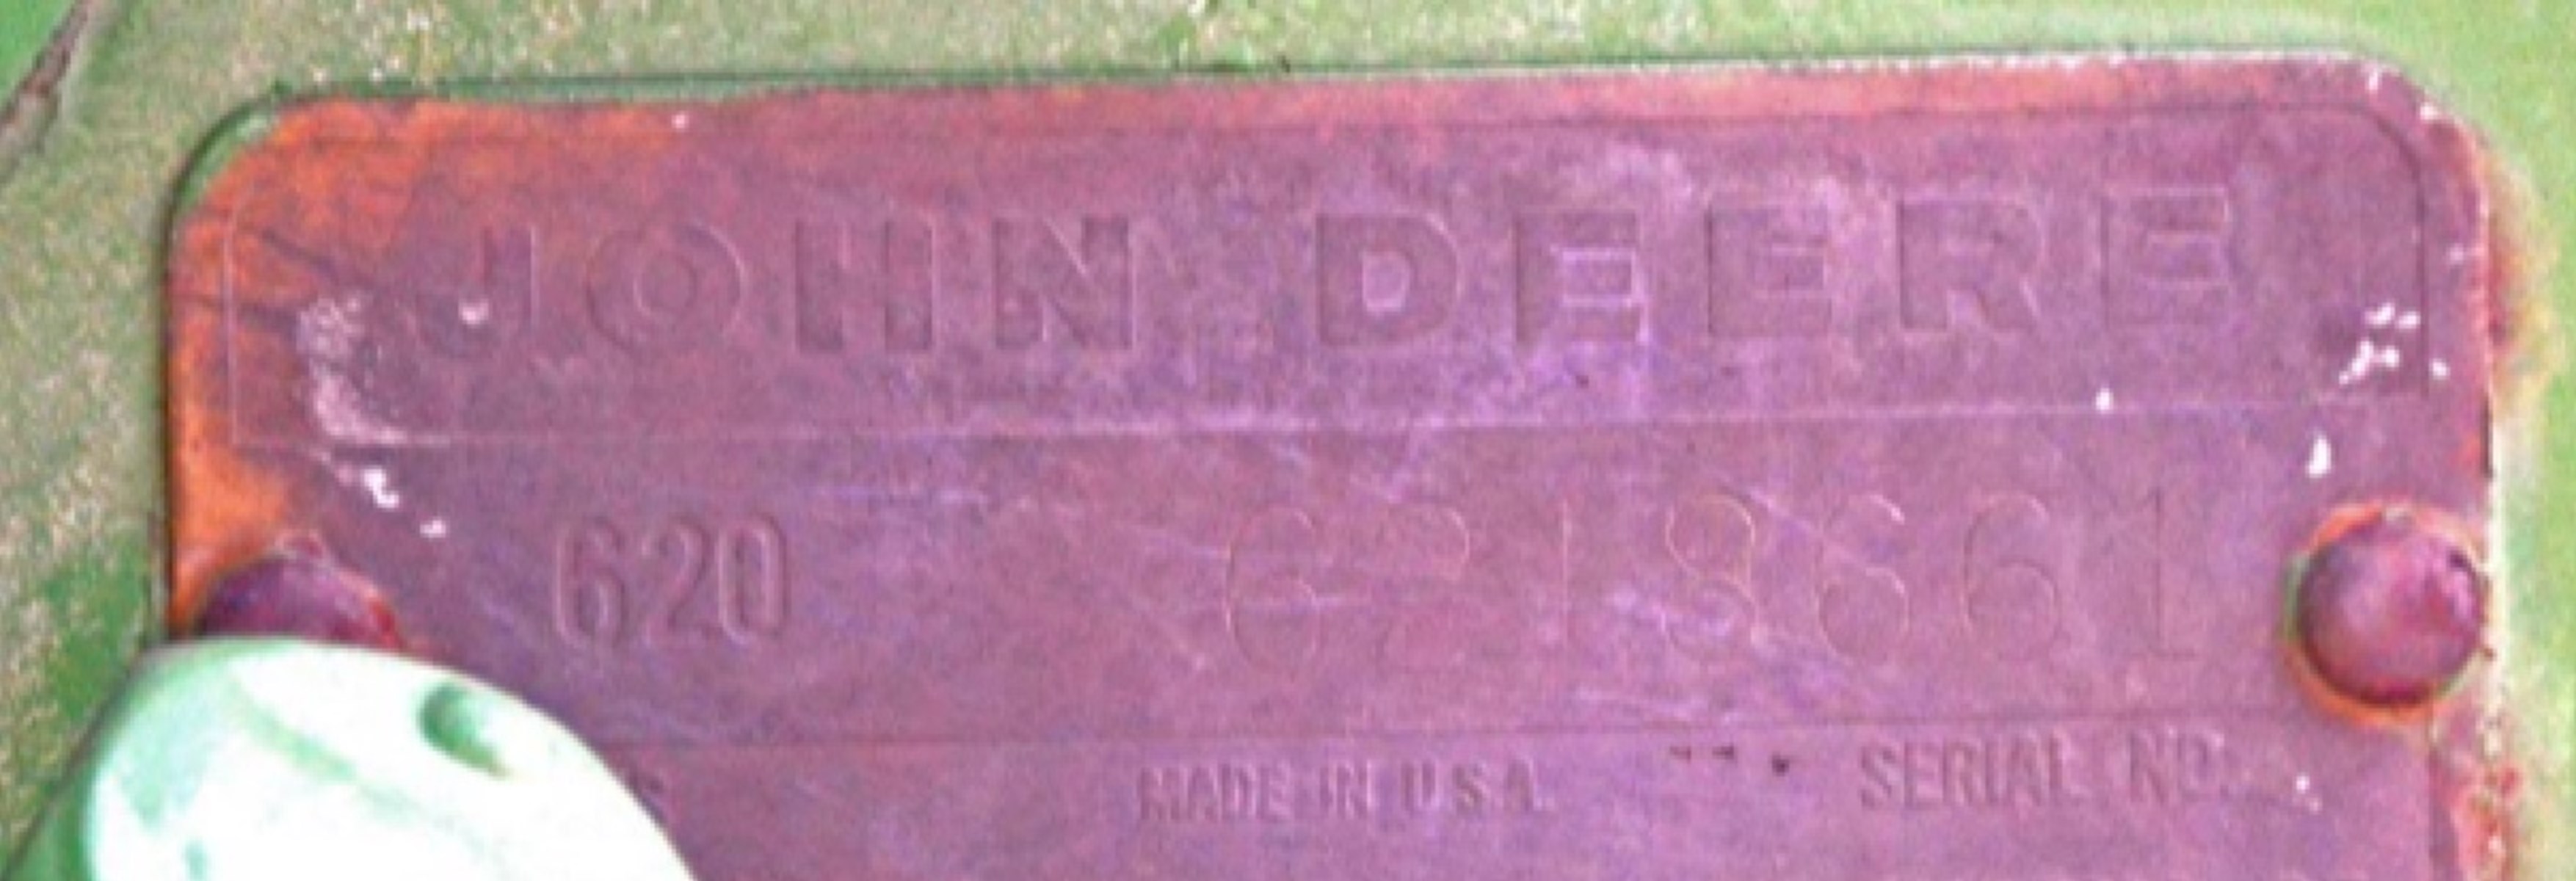 JOHN DEERE
620 6218661
MADE IN U.S.A. SERIAL NO.